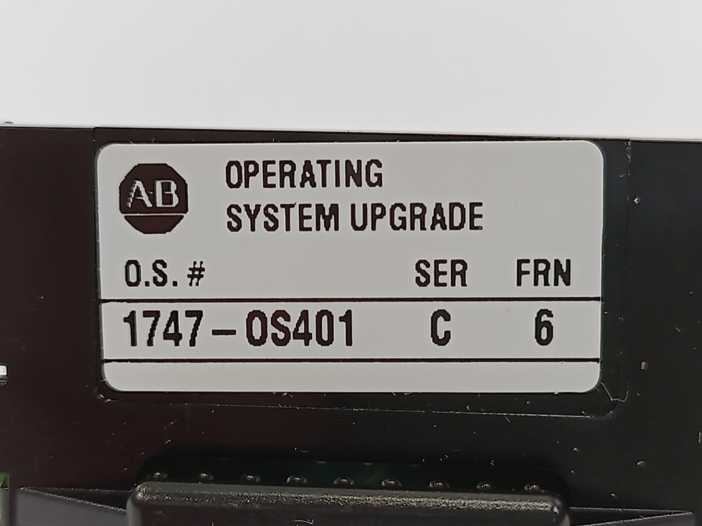 AB
OPERATING
SYSTEM UPGRADE
O.S. # SER FRN
1747-OS401 C 6